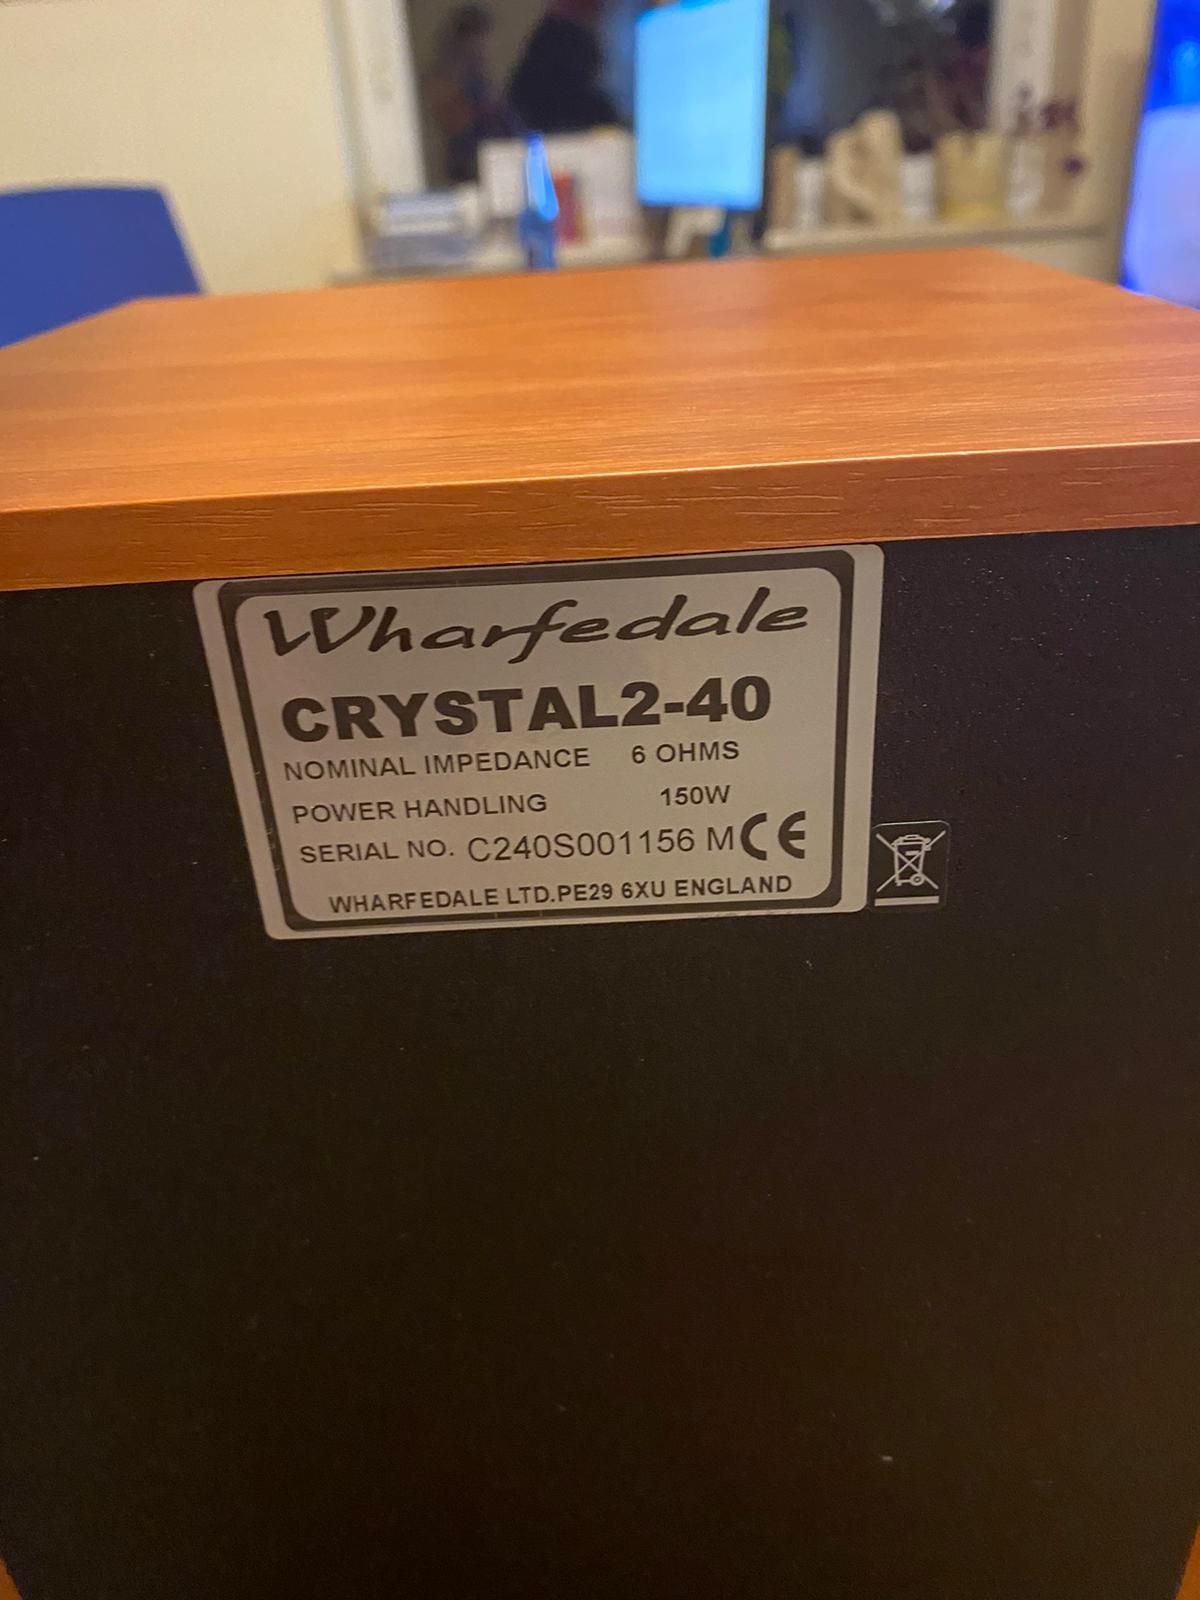 Wharfedale
CRYSTAL2-40
NOMINAL IMPEDANCE 6 OHMS
POWER HANDLING 150W
SERIAL NO. C240S001156 M CE
WHARFEDALE LTD.PE29 6XU ENGLAND